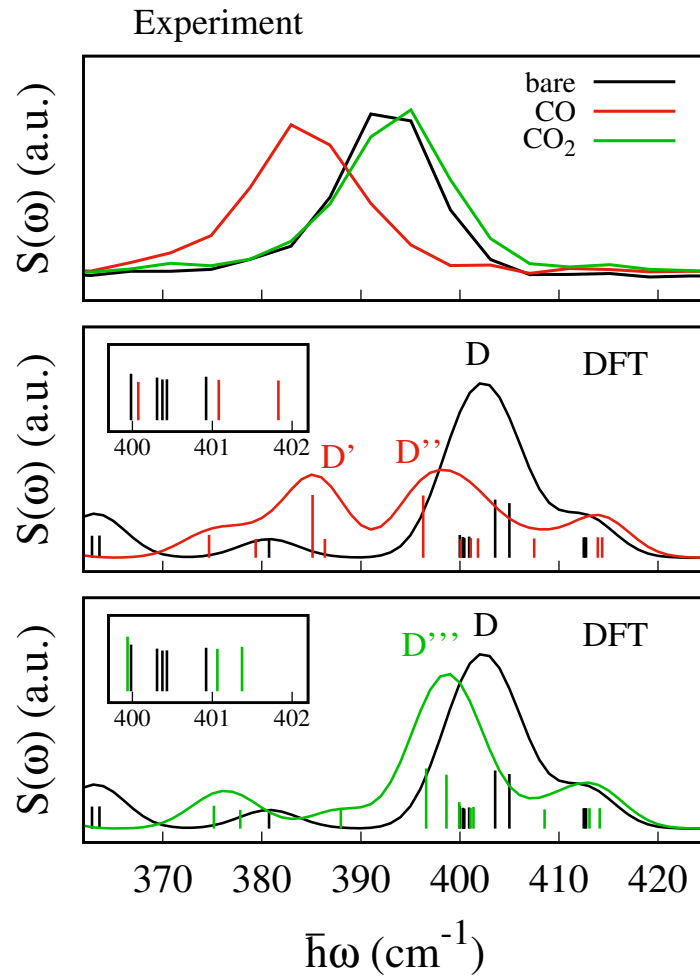 Experiment
bare
CO
CO₂
S(ω) (a.u.)
D
DFT
D'
D''
400 401 402
S(ω) (a.u.)
D'''
D
DFT
400 401 402
S(ω) (a.u.)
370 380 390 400 410 420
ħω (cm⁻¹)